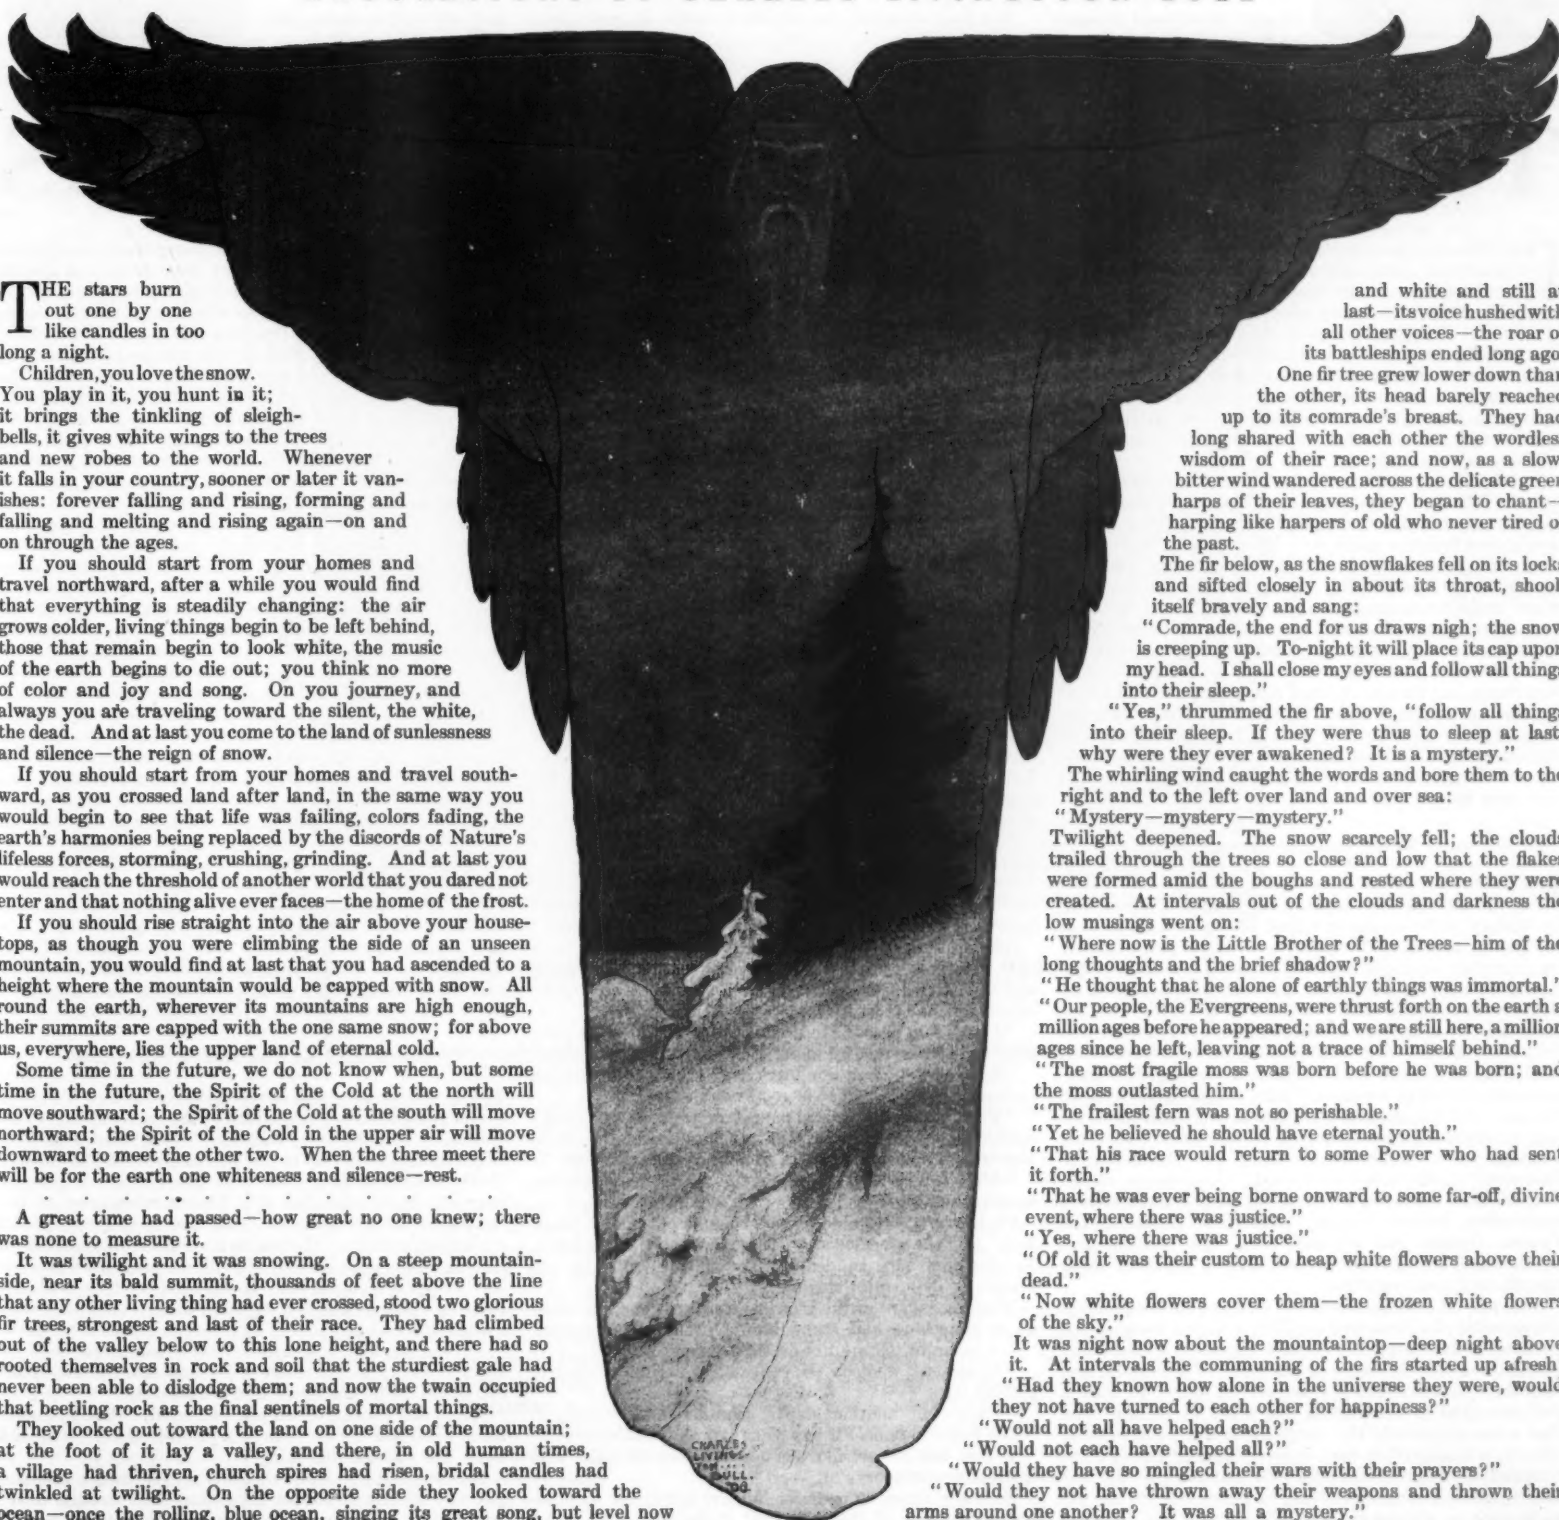 THE stars burn
out one by one
like candles in too
long a night.
Children, you love the snow.
You play in it, you hunt in it;
it brings the tinkling of sleigh-
bells, it gives white wings to the trees
and new robes to the world. Whenever
it falls in your country, sooner or later it van-
ishes: forever falling and rising, forming and
falling and melting and rising again—on and
on through the ages.
If you should start from your homes and
travel northward, after a while you would find
that everything is steadily changing: the air
grows colder, living things begin to be left behind,
those that remain begin to look white, the music
of the earth begins to die out; you think no more
of color and joy and song. On you journey, and
always you are traveling toward the silent, the white,
the dead. And at last you come to the land of sunlessness
and silence—the reign of snow.
If you should start from your homes and travel south-
ward, as you crossed land after land, in the same way you
would begin to see that life was failing, colors fading, the
earth's harmonies being replaced by the discords of Nature's
lifeless forces, storming, crushing, grinding. And at last you
would reach the threshold of another world that you dared not
enter and that nothing alive ever faces—the home of the frost.
If you should rise straight into the air above your house-
tops, as though you were climbing the side of an unseen
mountain, you would find at last that you had ascended to a
height where the mountain would be capped with snow. All
round the earth, wherever its mountains are high enough,
their summits are capped with the one same snow; for above
us, everywhere, lies the upper land of eternal cold.
Some time in the future, we do not know when, but some
time in the future, the Spirit of the Cold at the north will
move southward; the Spirit of the Cold at the south will move
northward; the Spirit of the Cold in the upper air will move
downward to meet the other two. When the three meet there
will be for the earth one whiteness and silence—rest.
. . . . . . . . . . . . .
A great time had passed—how great no one knew; there
was none to measure it.
It was twilight and it was snowing. On a steep mountain-
side, near its bald summit, thousands of feet above the line
that any other living thing had ever crossed, stood two glorious
fir trees, strongest and last of their race. They had climbed
out of the valley below to this lone height, and there had so
rooted themselves in rock and soil that the sturdiest gale had
never been able to dislodge them; and now the twain occupied
that beetling rock as the final sentinels of mortal things.
They looked out toward the land on one side of the mountain;
at the foot of it lay a valley, and there, in old human times,
a village had thriven, church spires had risen, bridal candles had
twinkled at twilight. On the opposite side they looked toward the
ocean—once the rolling, blue ocean, singing its great song, but level now
CHARLES
LIVINGS-
TON
BULL.
'08
and white and still a
last—its voice hushed with
all other voices—the roar o
its battleships ended long ago
One fir tree grew lower down than
the other, its head barely reached
up to its comrade's breast. They had
long shared with each other the wordless
wisdom of their race; and now, as a slow
bitter wind wandered across the delicate green
harps of their leaves, they began to chant—
harping like harpers of old who never tired o
the past.
The fir below, as the snowflakes fell on its locks
and sifted closely in about its throat, shook
itself bravely and sang:
"Comrade, the end for us draws nigh; the snow
is creeping up. To-night it will place its cap upon
my head. I shall close my eyes and follow all things
into their sleep."
"Yes," thrummed the fir above, "follow all things
into their sleep. If they were thus to sleep at last
why were they ever awakened? It is a mystery."
The whirling wind caught the words and bore them to the
right and to the left over land and over sea:
"Mystery—mystery—mystery."
Twilight deepened. The snow scarcely fell; the clouds
trailed through the trees so close and low that the flakes
were formed amid the boughs and rested where they were
created. At intervals out of the clouds and darkness the
low musings went on:
"Where now is the Little Brother of the Trees—him of the
long thoughts and the brief shadow?"
"He thought that he alone of earthly things was immortal."
"Our people, the Evergreens, were thrust forth on the earth a
million ages before he appeared; and we are still here, a million
ages since he left, leaving not a trace of himself behind."
"The most fragile moss was born before he was born; and
the moss outlasted him."
"The frailest fern was not so perishable."
"Yet he believed he should have eternal youth."
"That his race would return to some Power who had sent
it forth."
"That he was ever being borne onward to some far-off, divine
event, where there was justice."
"Yes, where there was justice."
"Of old it was their custom to heap white flowers above their
dead."
"Now white flowers cover them—the frozen white flowers
of the sky."
It was night now about the mountaintop—deep night above
it. At intervals the communing of the firs started up afresh
"Had they known how alone in the universe they were, would
they not have turned to each other for happiness?"
"Would not all have helped each?"
"Would not each have helped all?"
"Would they have so mingled their wars with their prayers?"
"Would they not have thrown away their weapons and thrown their
arms around one another? It was all a mystery."